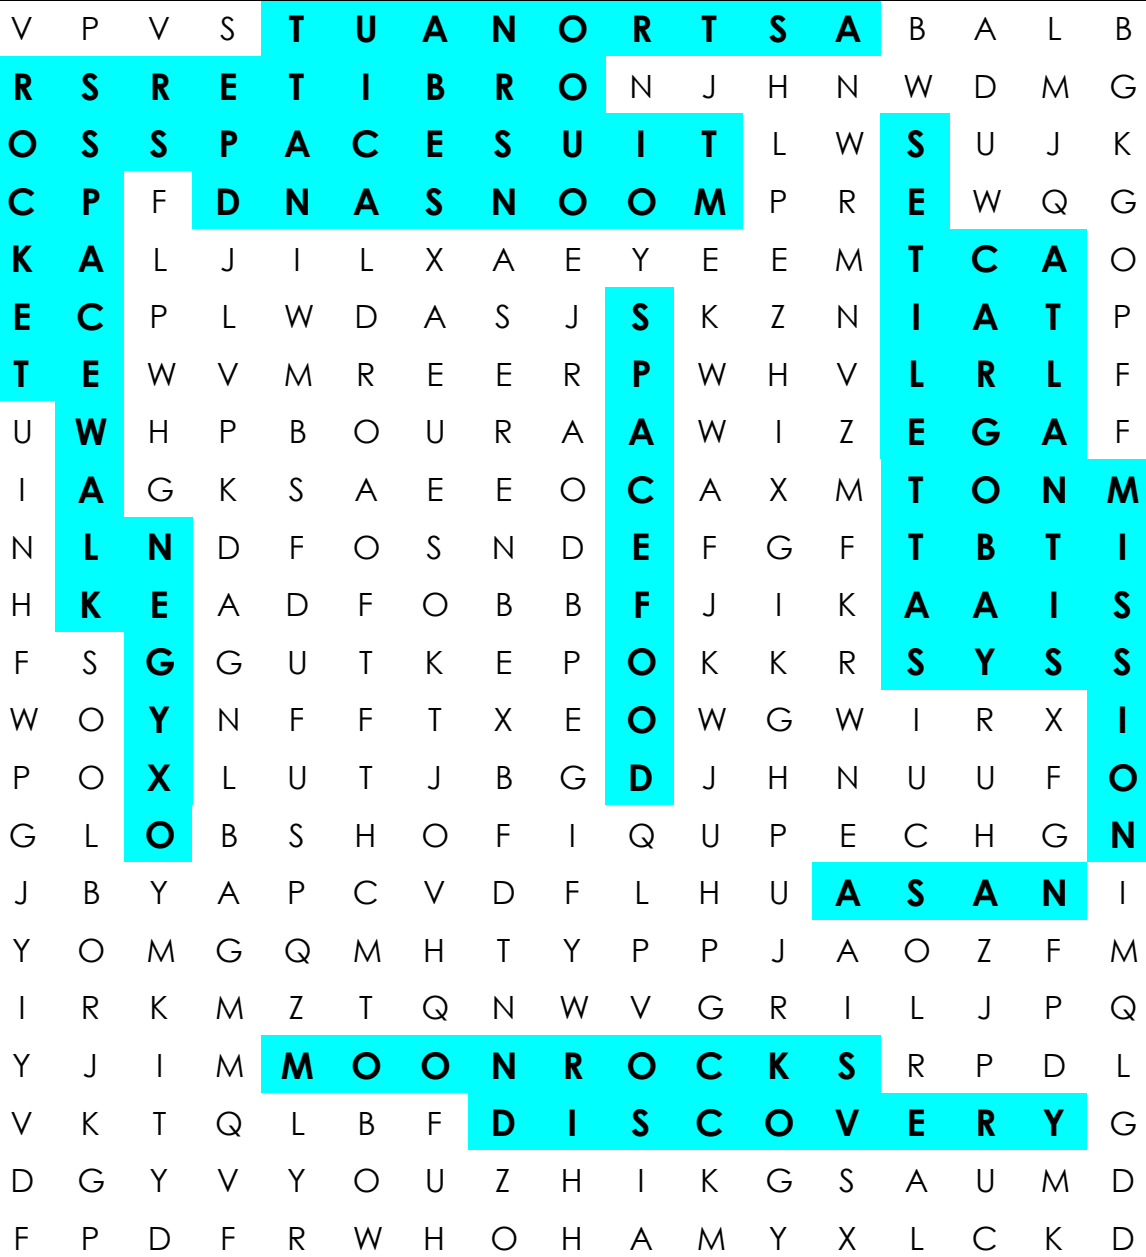 V P V S T U A N O R T S A B A L B
R S R E T I B R O N J H N W D M G
O S S P A C E S U I T L W S U J K
C P F D N A S N O O M P R E W Q G
K A L J I L X A E Y E E M T C A O
E C P L W D A S J S K Z N I A T P
T E W V M R E E R P W H V L R L F
U W H P B O U R A A W I Z E G A F
I A G K S A E E O C A X M T O N M
N L N D F O S N D E F G F T B T I
H K E A D F O B B F J I K A A I S
F S G G U T K E P O K K R S Y S S
W O Y N F F T X E O W G W I R X I
P O X L U T J B G D J H N U U F O
G L O B S H O F I Q U P E C H G N
J B Y A P C V D F L H U A S A N I
Y O M G Q M H T Y P P J A O Z F M
I R K M Z T Q N W V G R I L J P Q
Y J I M M O O N R O C K S R P D L
V K T Q L B F D I S C O V E R Y G
D G Y V Y O U Z H I K G S A U M D
F P D F R W H O H A M Y X L C K D